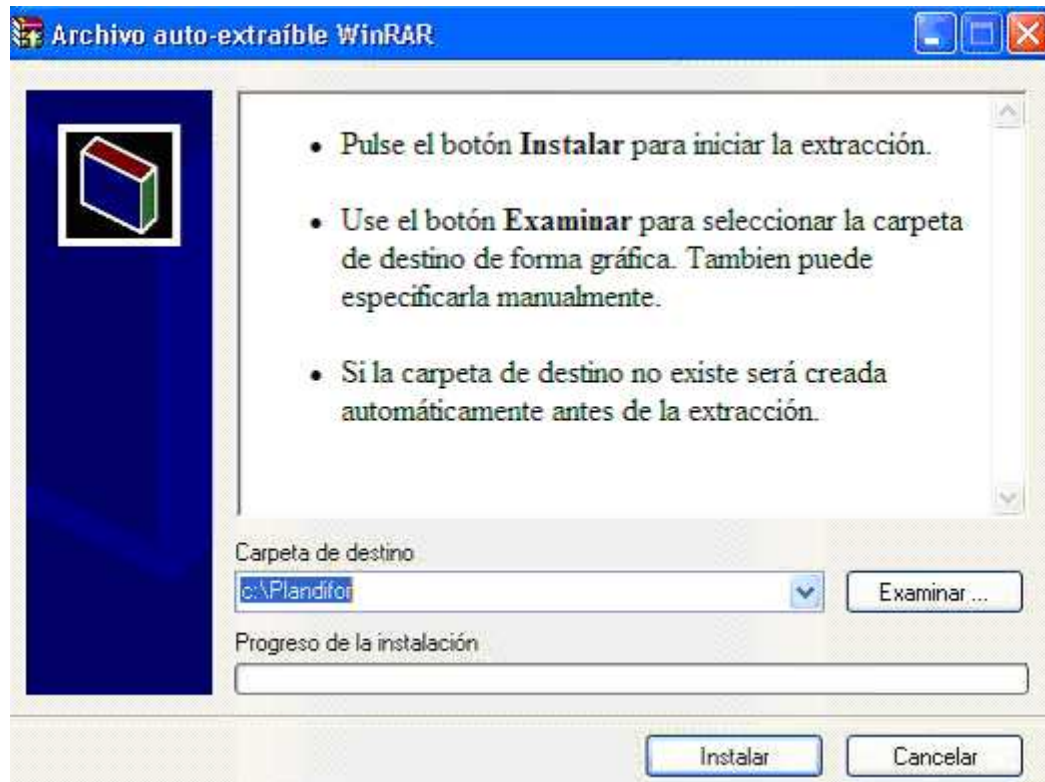 Archivo auto-extraíble WinRAR
• Pulse el botón Instalar para iniciar la extracción.
• Use el botón Examinar para seleccionar la carpeta
de destino de forma gráfica. Tambien puede
especificarla manualmente.
• Si la carpeta de destino no existe será creada
automáticamente antes de la extracción.
Carpeta de destino
c:\Plandifor
Examinar ...
Progreso de la instalación
Instalar
Cancelar